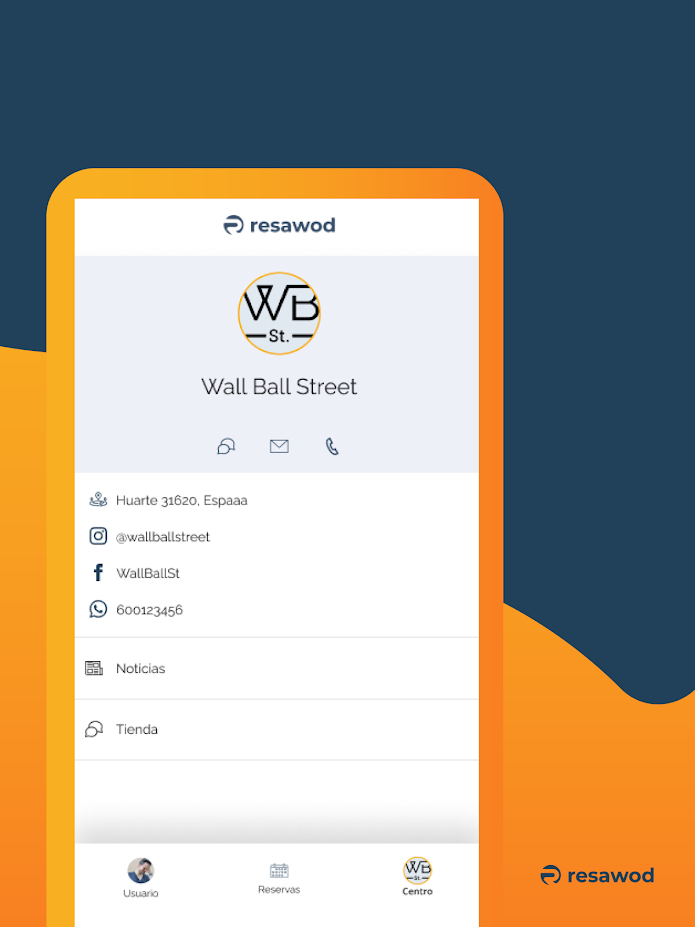 resawod
WB
St.
Wall Ball Street
Huarte 31620, Espaaa
@wallballstreet
WallBallSt
600123456
Noticias
Tienda
Usuario
Reservas
WB
St.
Centro
resawod